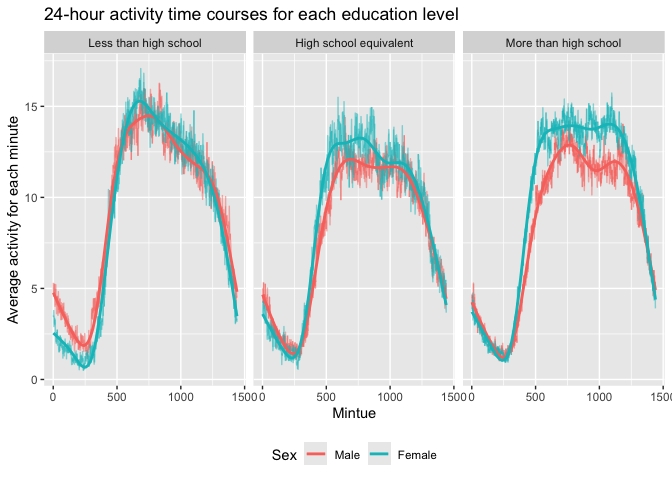 24-hour activity time courses for each education level
Less than high school
High school equivalent
More than high school
Average activity for each minute
15
10
5
0
0 500 1000 1500 0 500 1000 1500 0 500 1000 1500
Mintue
Sex Male Female